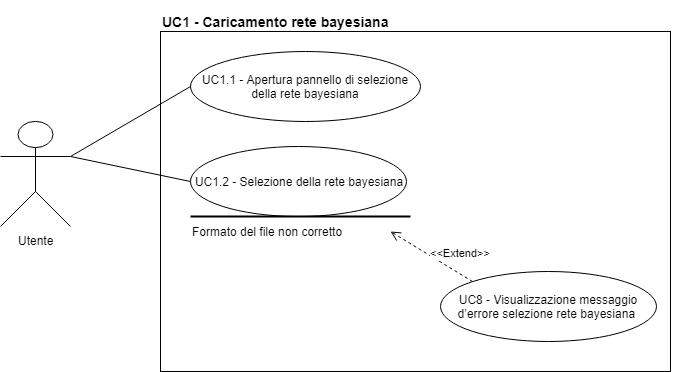 UC1 - Caricamento rete bayesiana
UC1.1 - Apertura pannello di selezione
della rete bayesiana
UC1.2 - Selezione della rete bayesiana
Formato del file non corretto
Utente
<<Extend>>
UC8 - Visualizzazione messaggio
d'errore selezione rete bayesiana